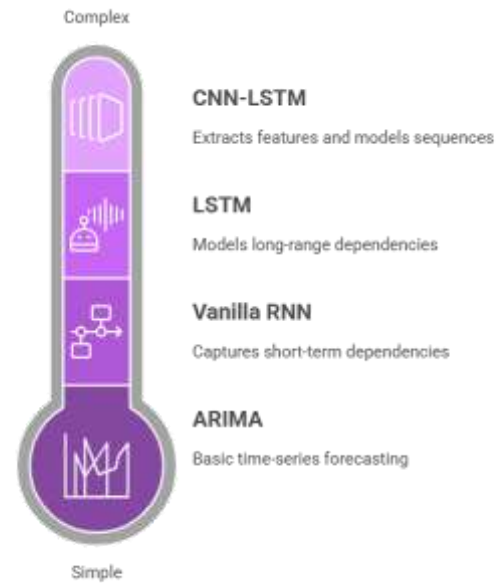 Complex
CNN-LSTM
Extracts features and models sequences
LSTM
Models long-range dependencies
Vanilla RNN
Captures short-term dependencies
ARIMA
Basic time-series forecasting
Simple